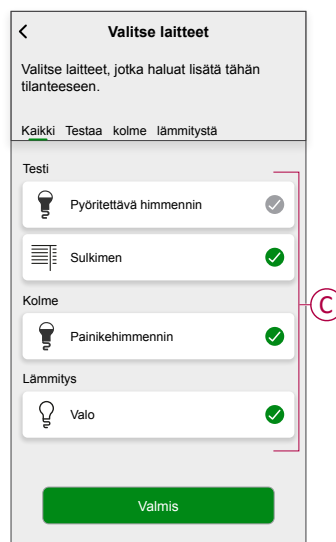 Valitse laitteet
Valitse laitteet, jotka haluat lisätä tähän
tilanteeseen.
Kaikki Testaa kolme lämmitystä
Testi
Pyöritettävä himmennin
Sulkimen
C
Kolme
Painikehimmennin
Lämmitys
Valo
Valmis